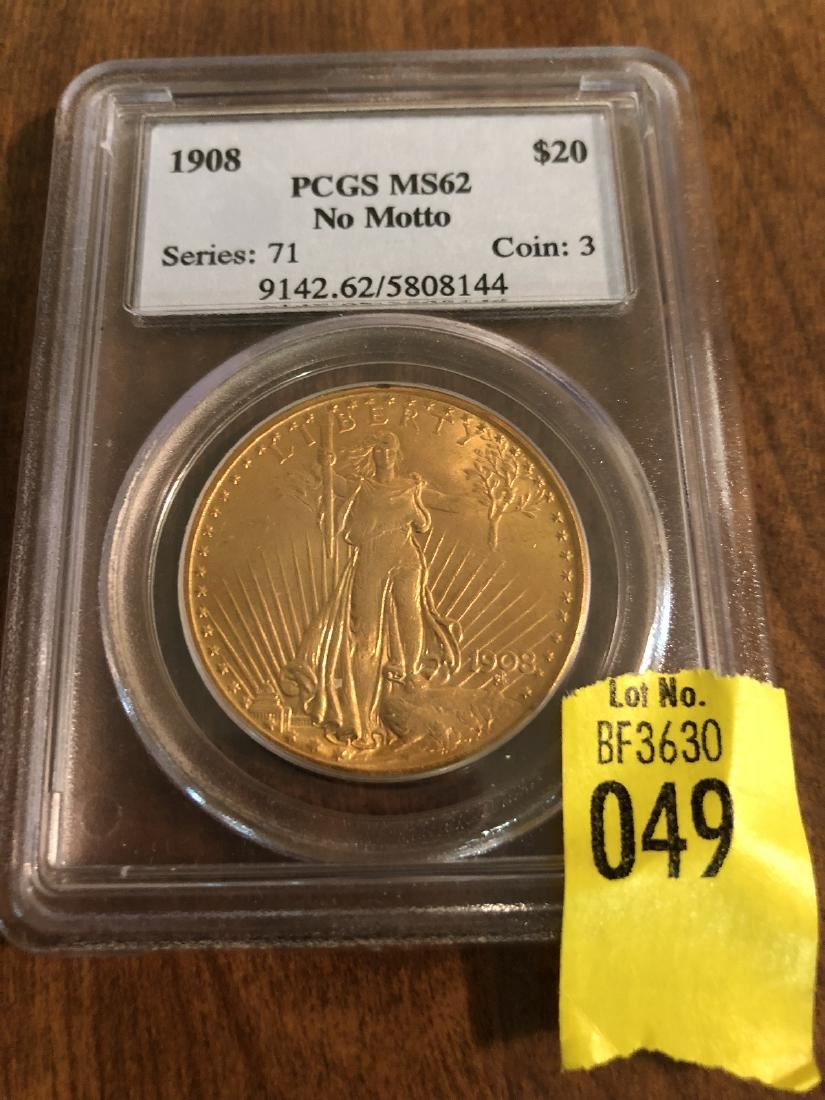 1908 $20
PCGS MS62
No Motto
Series: 71 Coin: 3
9142.62/5808144
LIBERTY
1908
Lot No.
BF3630
049